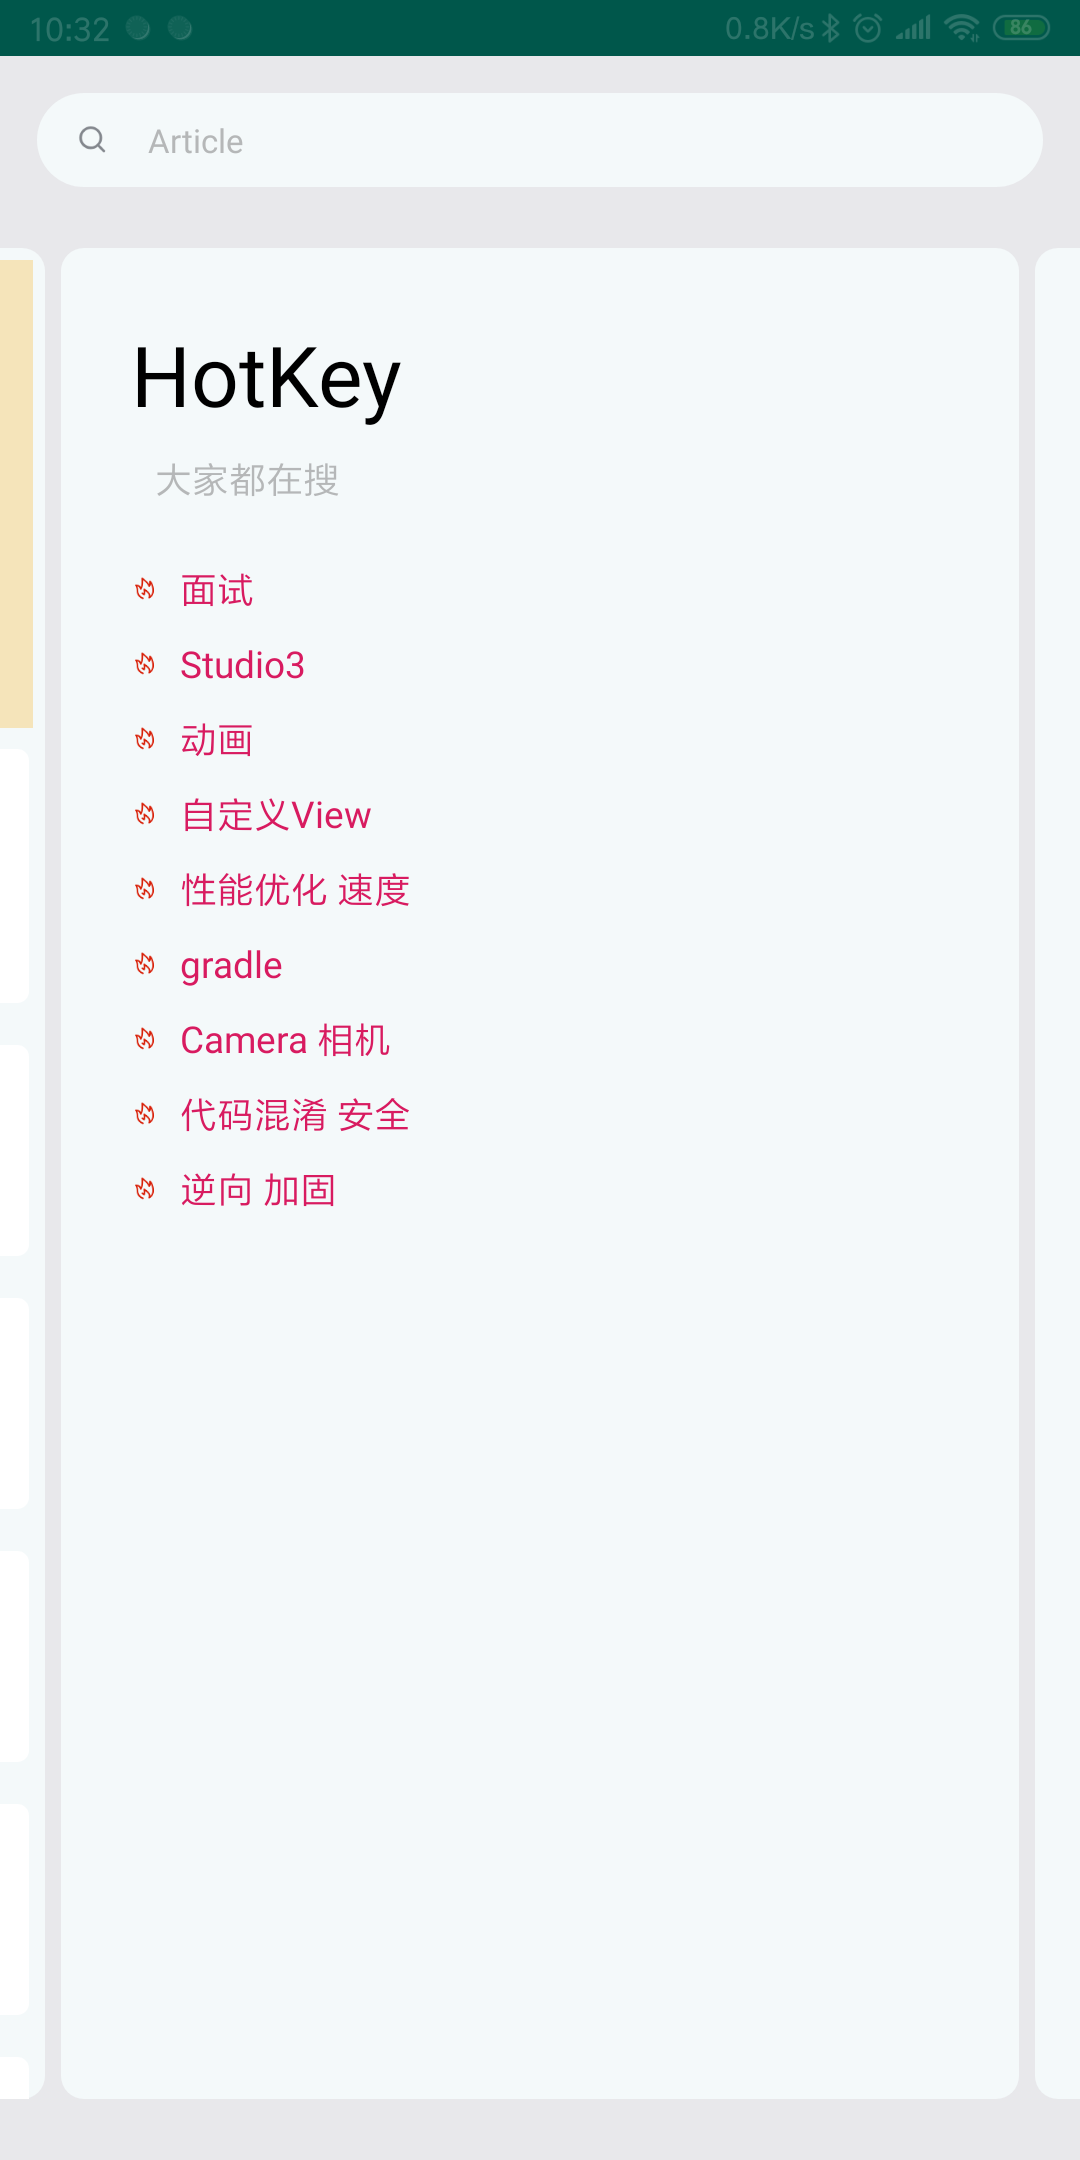 10:32 0.8K/s 86
Article
HotKey
大家都在搜
面试
Studio3
动画
自定义View
性能优化 速度
gradle
Camera 相机
代码混淆 安全
逆向 加固